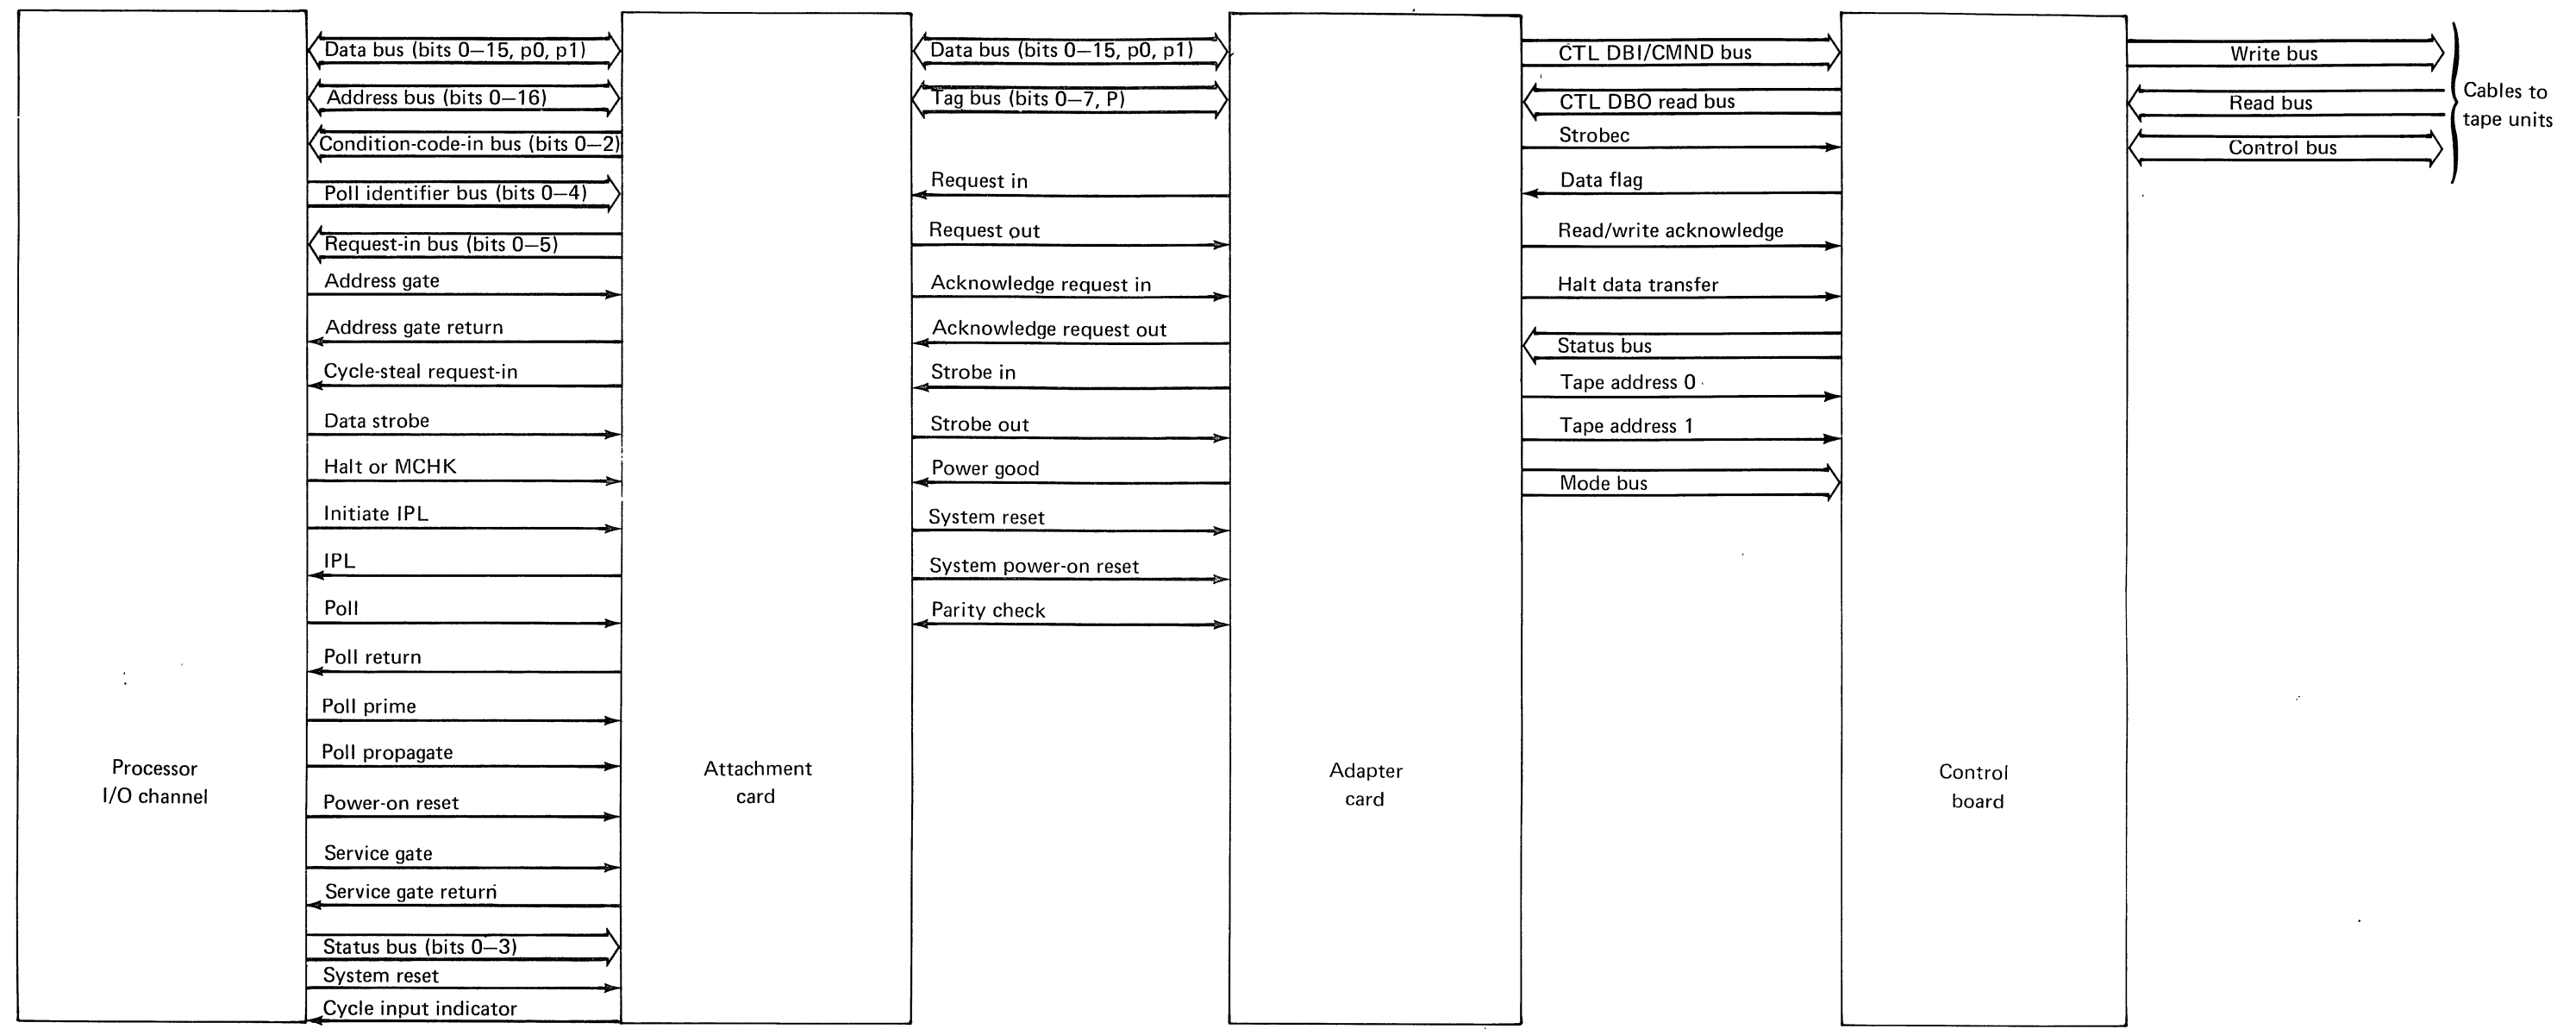 Data bus (bits 0—15, p0, p1)
Address bus (bits 0—16)
Condition-code-in bus (bits 0—2)
Poll identifier bus (bits 0—4)
Request-in bus (bits 0—5)
Address gate
Address gate return
Cycle-steal request-in
Data strobe
Halt or MCHK
Initiate IPL
IPL
Poll
Poll return
Poll prime
Poll propagate
Power-on reset
Service gate
Service gate return
Status bus (bits 0—3)
System reset
Cycle input indicator
Processor
I/O channel
Attachment
card
Data bus (bits 0—15, p0, p1)
Tag bus (bits 0—7, P)
Request in
Request out
Acknowledge request in
Acknowledge request out
Strobe in
Strobe out
Power good
System reset
System power-on reset
Parity check
Adapter
card
CTL DBI/CMND bus
CTL DBO read bus
Strobec
Data flag
Read/write acknowledge
Halt data transfer
Status bus
Tape address 0
Tape address 1
Mode bus
Control
board
Write bus
Read bus
Control bus
Cables to
tape units